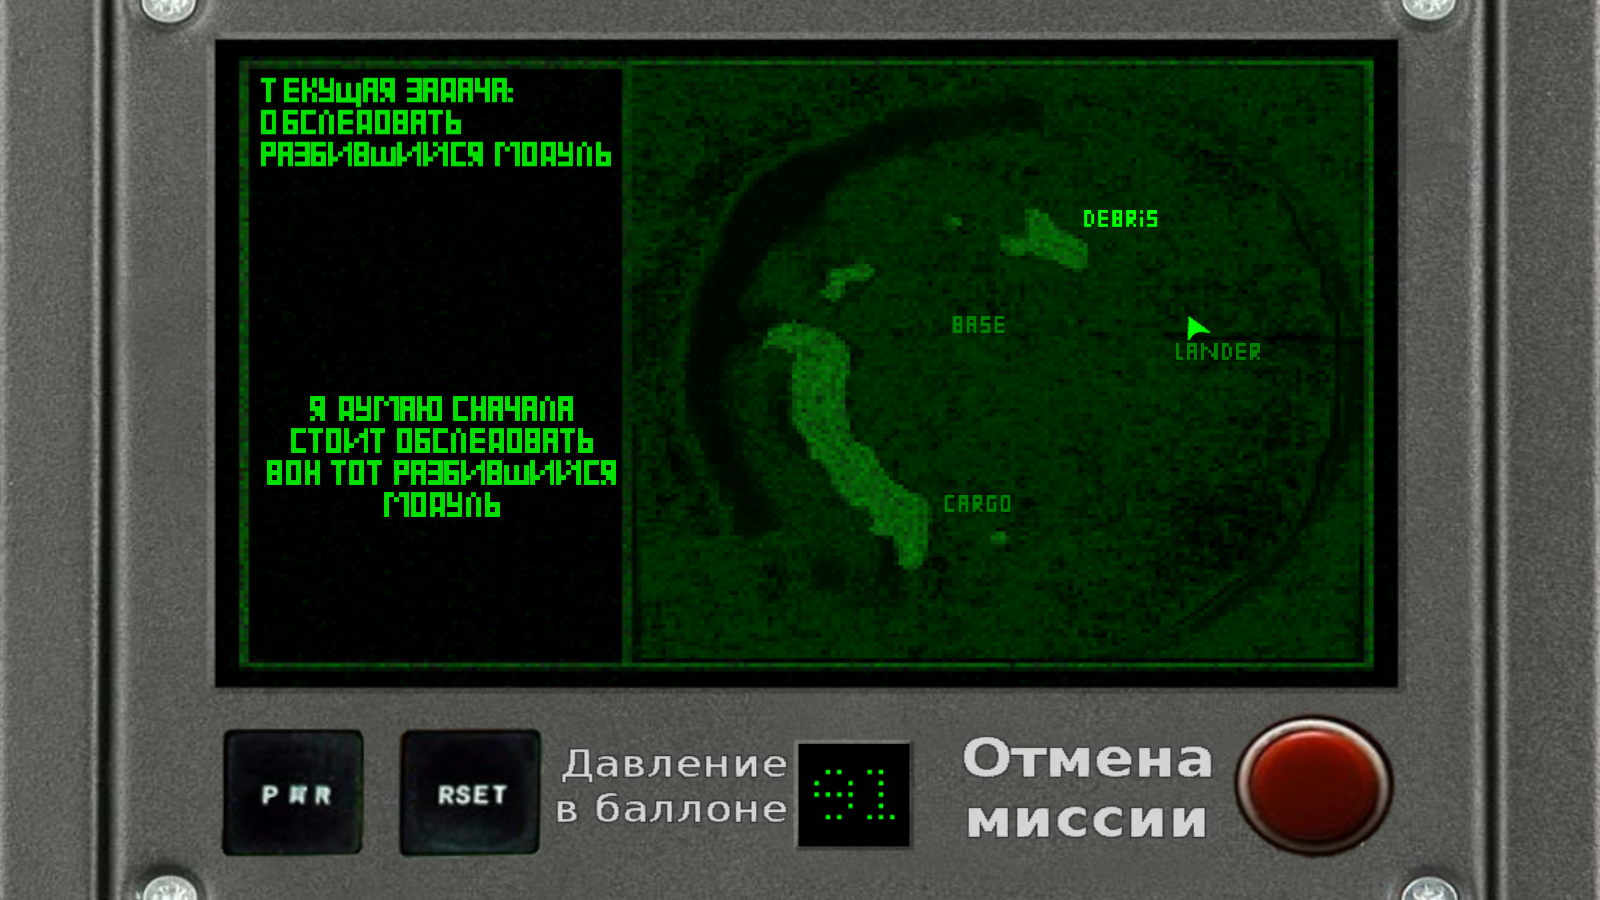 ТЕКУЩАЯ ЗАДАЧА:
ОБСЛЕДОВАТЬ
РАЗБИВШИЙСЯ МОДУЛЬ
Я ДУМАЮ СНАЧАЛА
СТОИТ ОБСЛЕДОВАТЬ
ВОН ТОТ РАЗБИВШИЙСЯ
МОДУЛЬ
DEBRIS
BASE
LANDER
CARGO
PWR
RSET
Давление
в баллоне
91
Отмена
миссии